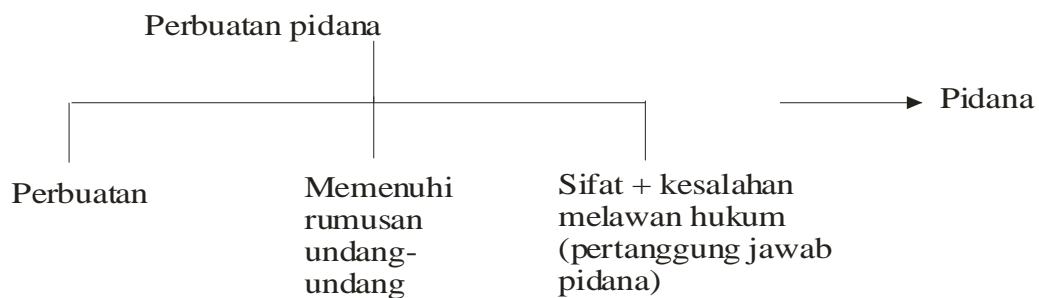 Perbuatan pidana
Pidana
Perbuatan
Memenuhi
rumusan
undang-
undang
Sifat + kesalahan
melawan hukum
(pertanggung jawab
pidana)